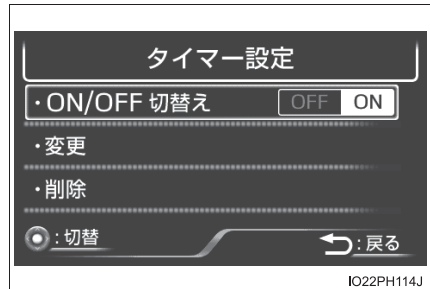 タイマー設定
・ON/OFF 切替え OFF ON
・変更
・削除
:切替 :戻る
IO22PH114J